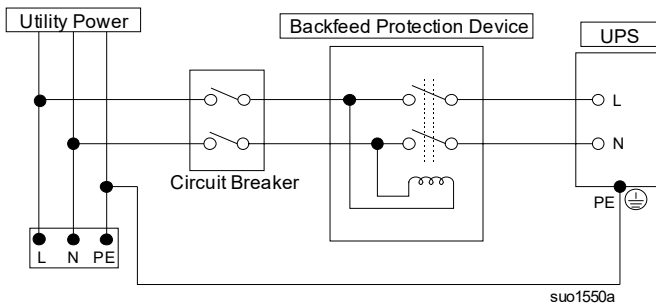 Utility Power
Backfeed Protection Device
UPS
L
N
Circuit Breaker
PE
L N PE
suo1550a